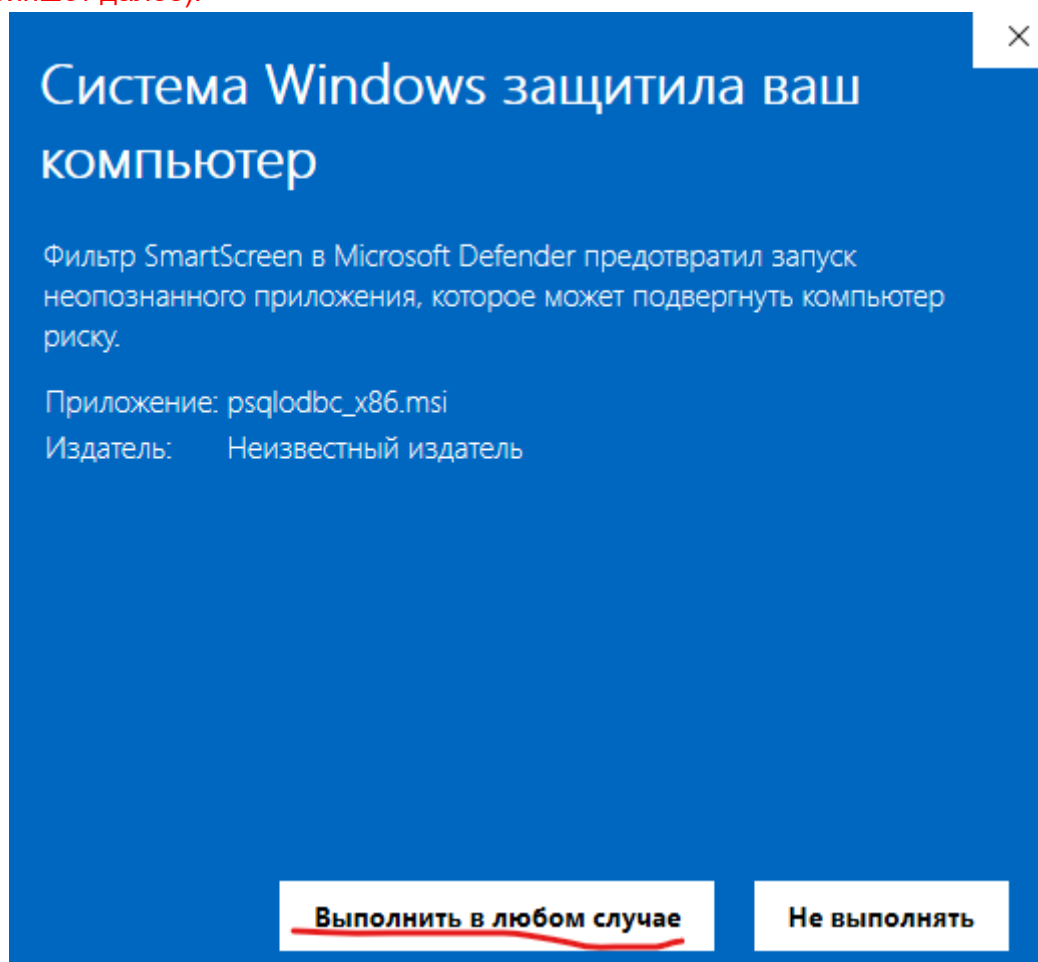 далее).
Система Windows защитила ваш
компьютер
Фильтр SmartScreen в Microsoft Defender предотвратил запуск
неопознанного приложения, которое может подвергнуть компьютер
риску.
Приложение: psqlodbc_x86.msi
Издатель: Неизвестный издатель
Выполнить в любом случае
Не выполнять